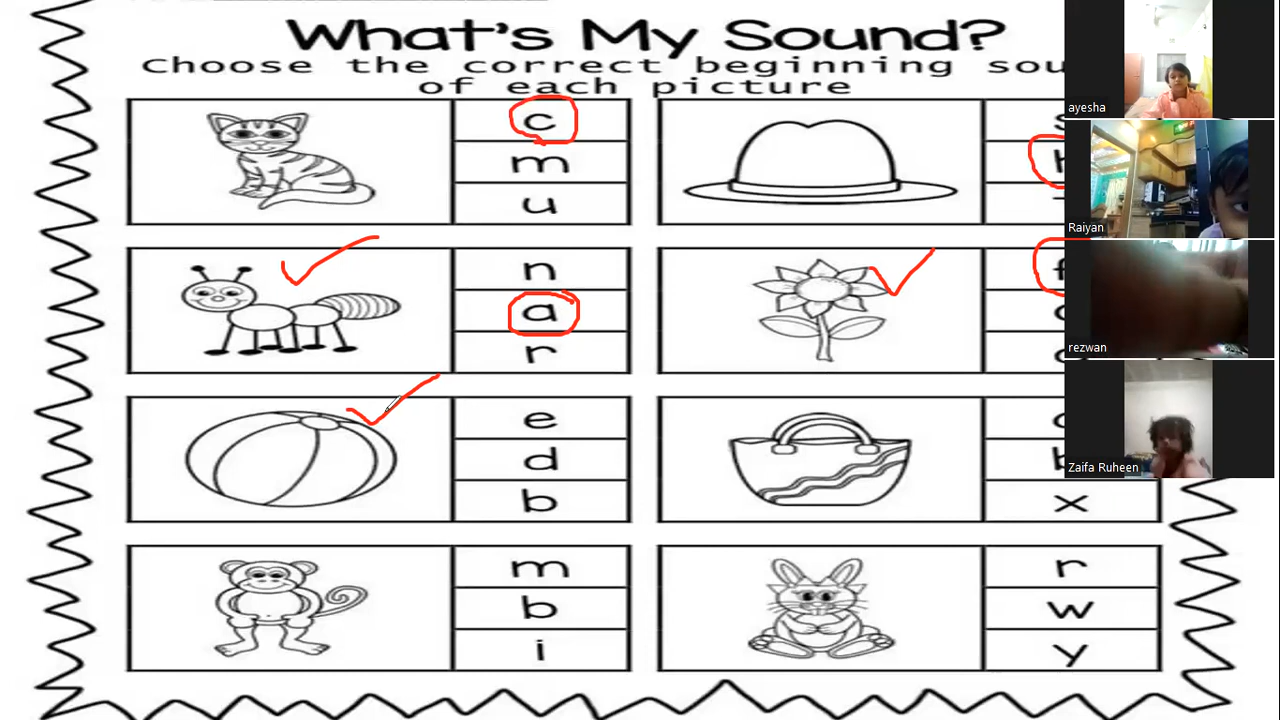 What's My Sound?
Choose the correct beginning sou
of each picture
c
m
u
s
h
n
a
r
f
e
d
b
x
m
b
i
r
w
y
ayesha
Raiyan
rezwan
Zaifa Ruheen